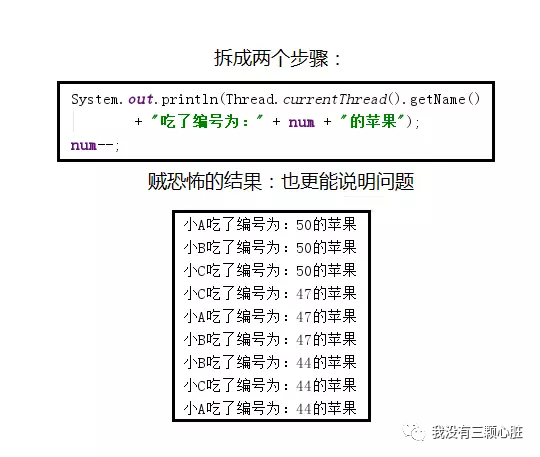 拆成两个步骤：
System.out.println(Thread.currentThread().getName()
+ "吃了编号为：" + num + "的苹果");
num--;
贼恐怖的结果：也更能说明问题
小A吃了编号为：50的苹果
小B吃了编号为：50的苹果
小C吃了编号为：50的苹果
小C吃了编号为：47的苹果
小A吃了编号为：47的苹果
小B吃了编号为：47的苹果
小B吃了编号为：44的苹果
小C吃了编号为：44的苹果
小A吃了编号为：44的苹果
我没有三颗心脏